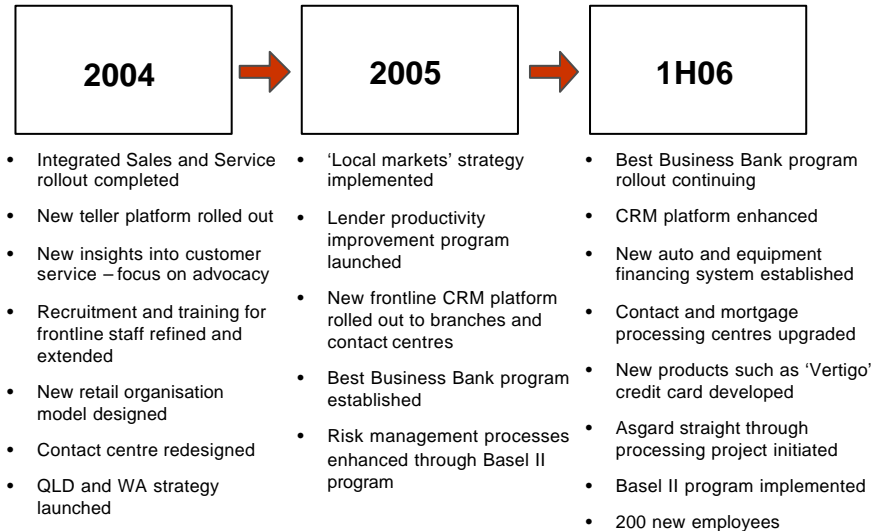 2004
2005
1H06
• Integrated Sales and Service
rollout completed
• New teller platform rolled out
• New insights into customer
service – focus on advocacy
• Recruitment and training for
frontline staff refined and
extended
• New retail organisation
model designed
• Contact centre redesigned
• QLD and WA strategy
launched
• ‘Local markets’ strategy
implemented
• Lender productivity
improvement program
launched
• New frontline CRM platform
rolled out to branches and
contact centres
• Best Business Bank program
established
• Risk management processes
enhanced through Basel II
program
• Best Business Bank program
rollout continuing
• CRM platform enhanced
• New auto and equipment
financing system established
• Contact and mortgage
processing centres upgraded
• New products such as ‘Vertigo’
credit card developed
• Asgard straight through
processing project initiated
• Basel II program implemented
• 200 new employees